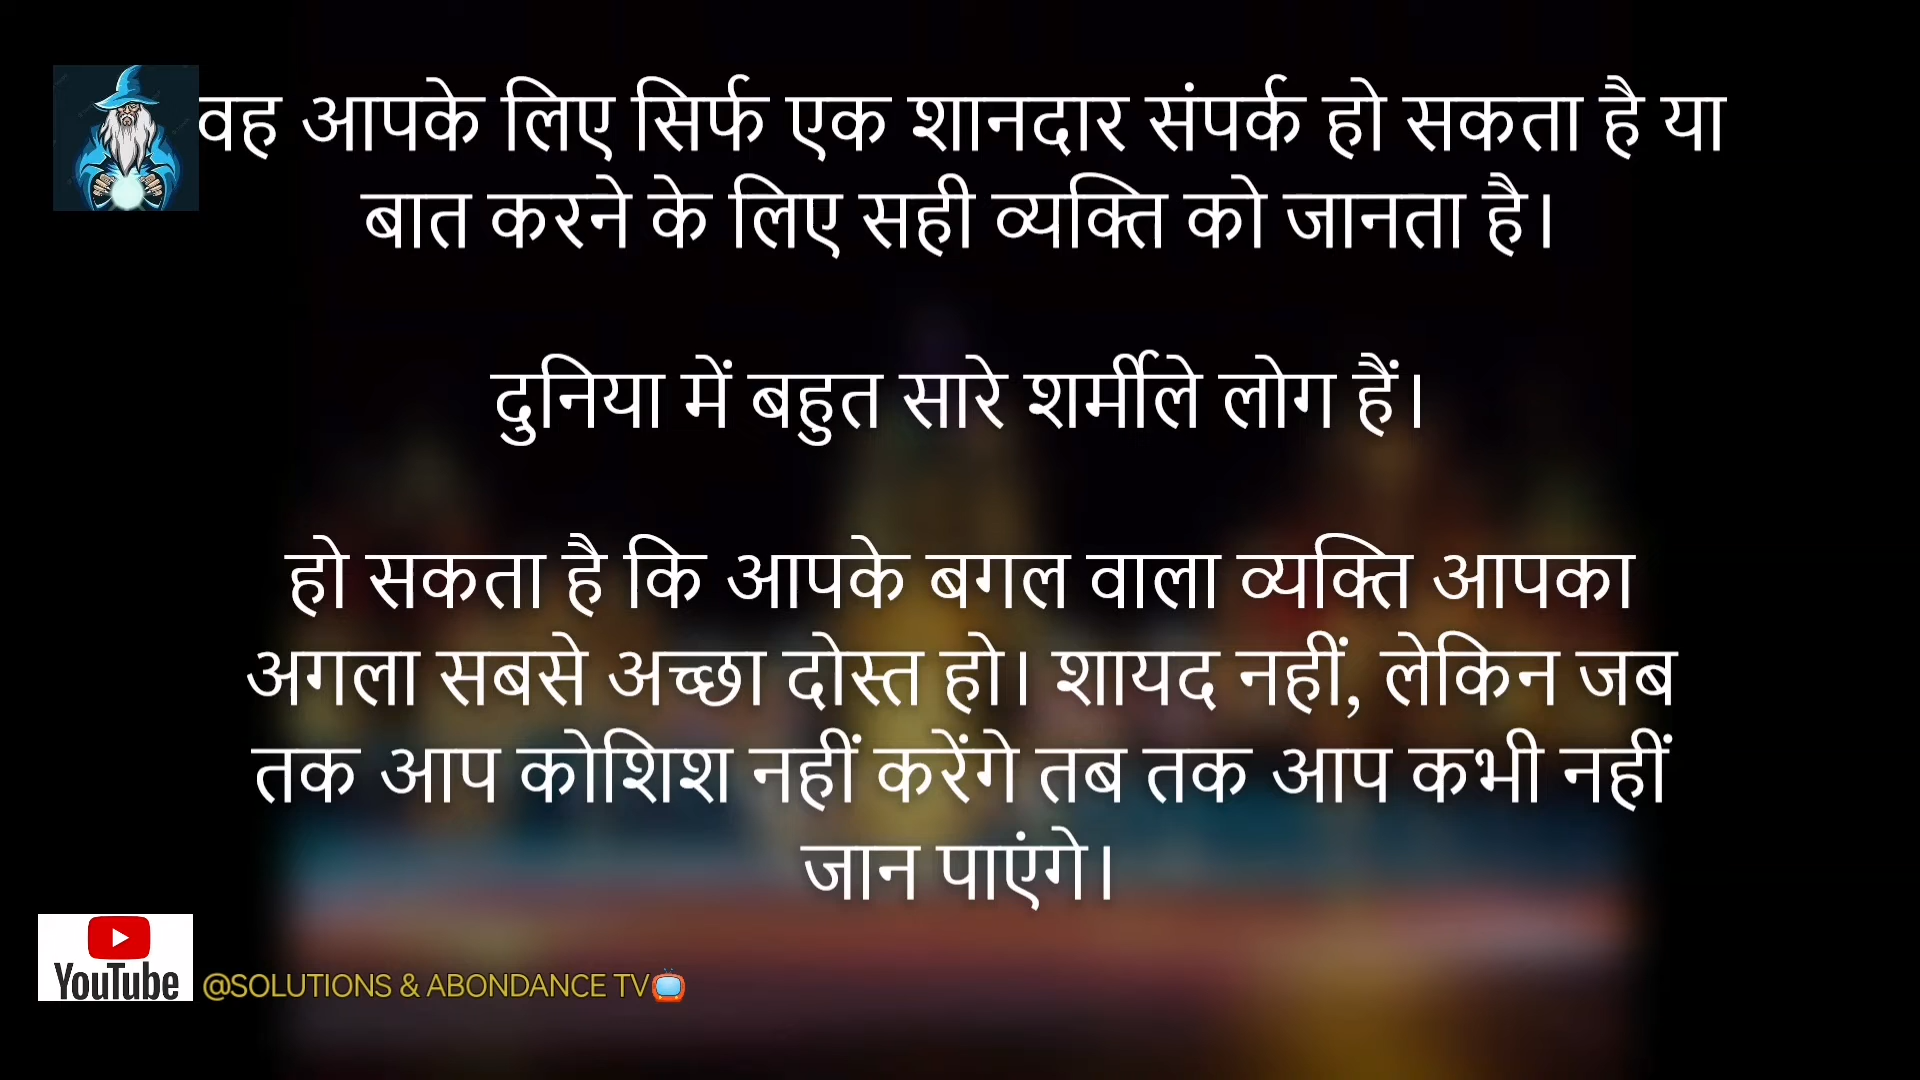 वह आपके लिए सिर्फ एक शानदार संपर्क हो सकता है या
बात करने के लिए सही व्यक्ति को जानता है।
दुनिया में बहुत सारे शर्मीले लोग हैं।
हो सकता है कि आपके बगल वाला व्यक्ति आपका
अगला सबसे अच्छा दोस्त हो। शायद नहीं, लेकिन जब
तक आप कोशिश नहीं करेंगे तब तक आप कभी नहीं
जान पाएंगे।
YouTube @SOLUTIONS & ABONDANCE TV📺